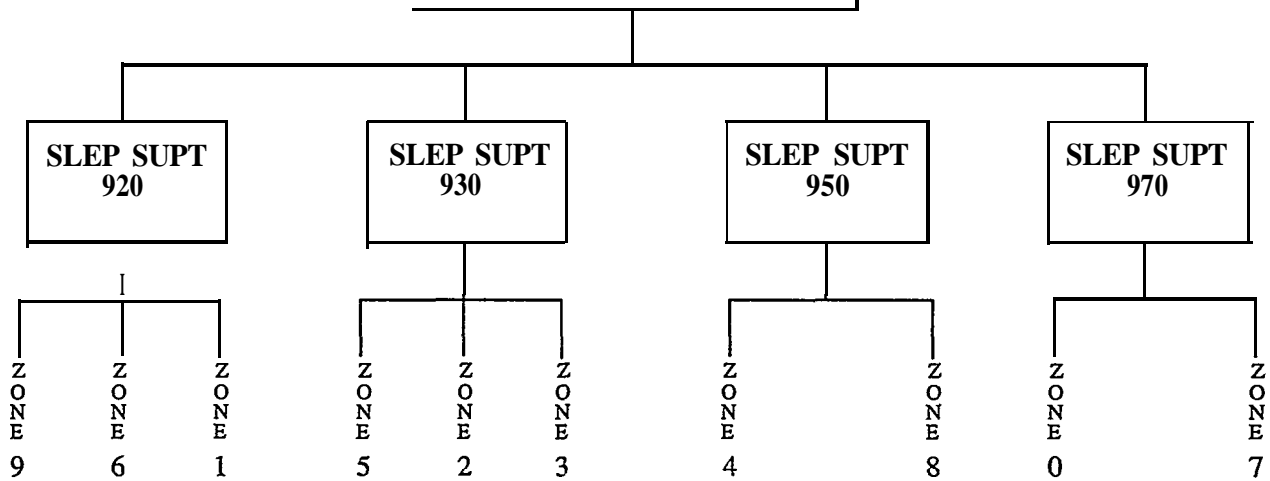 SLEP SUPT
920
SLEP SUPT
930
SLEP SUPT
950
SLEP SUPT
970
ZONE 9
ZONE 6
ZONE 1
ZONE 5
ZONE 2
ZONE 3
ZONE 4
ZONE 8
ZONE 0
ZONE 7